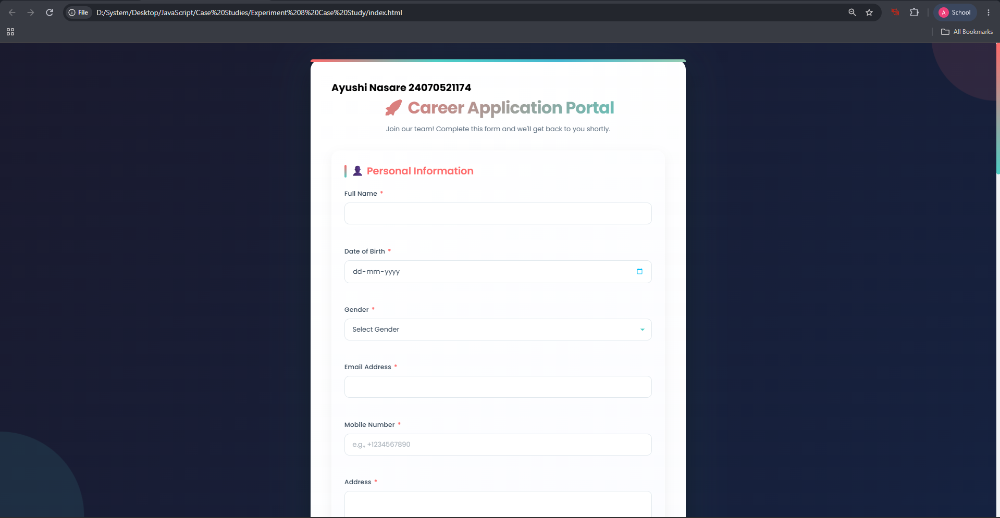 File
D:/System/Desktop/JavaScript/Case%20Studies/Experiment%208%20Case%20Study/index.html
A School
All Bookmarks
Ayushi Nasare 24070521174
Career Application Portal
Join our team! Complete this form and we'll get back to you shortly.
Personal Information
Full Name *
Date of Birth *
dd-mm-yyyy
Gender *
Select Gender
Email Address *
Mobile Number *
e.g., +1234567890
Address *